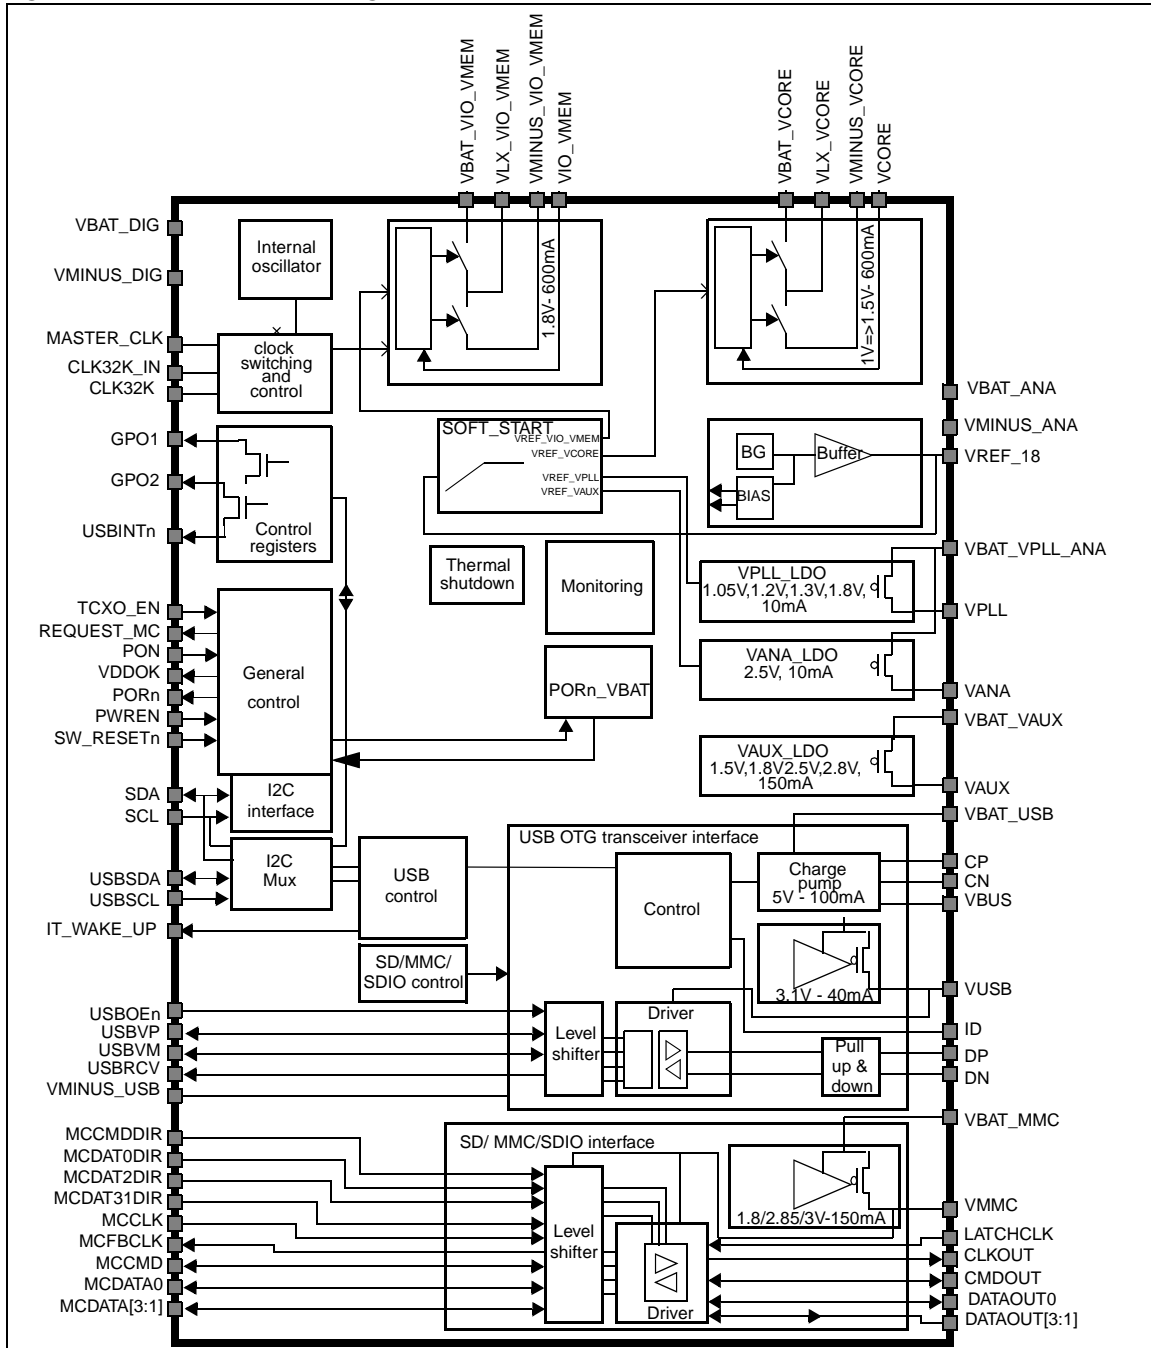 VBAT_VIO_VMEM
VLX_VIO_VMEM
VMINUS_VIO_VMEM
VIO_VMEM
VBAT_VCORE
VLX_VCORE
VMINUS_VCORE
VCORE
VBAT_DIG
VMINUS_DIG
MASTER_CLK
CLK32K_IN
CLK32K
GPO1
GPO2
USBINTn
TCXO_EN
REQUEST_MC
PON
VDDOK
PORn
PWREN
SW_RESETn
SDA
SCL
USBSDA
USBSCL
IT_WAKE_UP
USBOEn
USBVP
USBVM
USBRCV
VMINUS_USB
MCCMDDIR
MCDAT0DIR
MCDAT2DIR
MCDAT31DIR
MCCLK
MCFBCLK
MCCMD
MCDATA0
MCDATA[3:1]
Internal
oscillator
clock
switching
and
control
1.8V- 600mA
1V=>1.5V- 600mA
SOFT_START
VREF_VIO_VMEM
VREF_VCORE
VREF_VPLL
VREF_VAUX
BG
Buffer
BIAS
Control
registers
Thermal
shutdown
Monitoring
VPLL_LDO
1.05V,1.2V,1.3V,1.8V,
10mA
VANA_LDO
2.5V, 10mA
VAUX_LDO
1.5V,1.8V2.5V,2.8V,
150mA
General
control
PORn_VBAT
I2C
interface
I2C
Mux
USB
control
SD/MMC/
SDIO control
USB OTG transceiver interface
Control
Charge
pump
5V - 100mA
3.1V - 40mA
Level
shifter
Driver
Pull
up &
down
SD/ MMC/SDIO interface
Level
shifter
Driver
1.8/2.85/3V-150mA
VBAT_ANA
VMINUS_ANA
VREF_18
VBAT_VPLL_ANA
VPLL
VANA
VBAT_VAUX
VAUX
VBAT_USB
CP
CN
VBUS
VUSB
ID
DP
DN
VBAT_MMC
VMMC
LATCHCLK
CLKOUT
CMDOUT
DATAOUT0
DATAOUT[3:1]